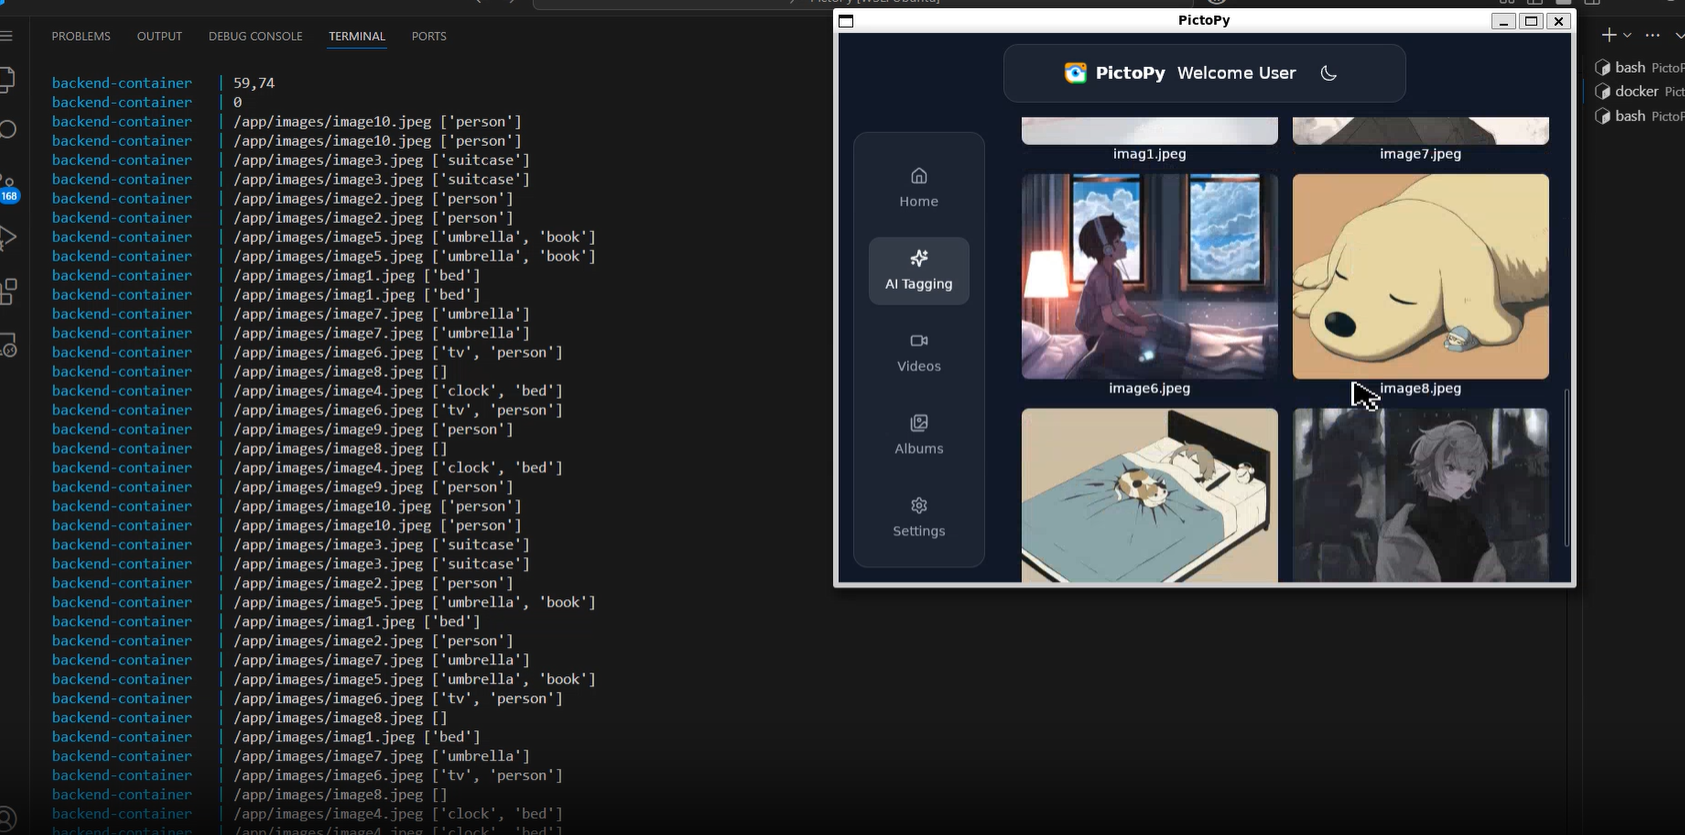 PROBLEMS OUTPUT DEBUG CONSOLE TERMINAL PORTS
backend-container | 59,74
backend-container | 0
backend-container | /app/images/image10.jpeg ['person']
backend-container | /app/images/image10.jpeg ['person']
backend-container | /app/images/image3.jpeg ['suitcase']
backend-container | /app/images/image3.jpeg ['suitcase']
backend-container | /app/images/image2.jpeg ['person']
backend-container | /app/images/image2.jpeg ['person']
backend-container | /app/images/image5.jpeg ['umbrella', 'book']
backend-container | /app/images/image5.jpeg ['umbrella', 'book']
backend-container | /app/images/imag1.jpeg ['bed']
backend-container | /app/images/imag1.jpeg ['bed']
backend-container | /app/images/image7.jpeg ['umbrella']
backend-container | /app/images/image7.jpeg ['umbrella']
backend-container | /app/images/image6.jpeg ['tv', 'person']
backend-container | /app/images/image8.jpeg []
backend-container | /app/images/image4.jpeg ['clock', 'bed']
backend-container | /app/images/image6.jpeg ['tv', 'person']
backend-container | /app/images/image9.jpeg ['person']
backend-container | /app/images/image8.jpeg []
backend-container | /app/images/image4.jpeg ['clock', 'bed']
backend-container | /app/images/image9.jpeg ['person']
backend-container | /app/images/image10.jpeg ['person']
backend-container | /app/images/image10.jpeg ['person']
backend-container | /app/images/image3.jpeg ['suitcase']
backend-container | /app/images/image3.jpeg ['suitcase']
backend-container | /app/images/image2.jpeg ['person']
backend-container | /app/images/image5.jpeg ['umbrella', 'book']
backend-container | /app/images/imag1.jpeg ['bed']
backend-container | /app/images/image2.jpeg ['person']
backend-container | /app/images/image7.jpeg ['umbrella']
backend-container | /app/images/image5.jpeg ['umbrella', 'book']
backend-container | /app/images/image6.jpeg ['tv', 'person']
backend-container | /app/images/image8.jpeg []
backend-container | /app/images/imag1.jpeg ['bed']
backend-container | /app/images/image7.jpeg ['umbrella']
backend-container | /app/images/image6.jpeg ['tv', 'person']
backend-container | /app/images/image8.jpeg []
backend-container | /app/images/image4.jpeg ['clock', 'bed']
backend-container | /app/images/image4.jpeg ['clock', 'bed']
168
PictoPy
PictoPy Welcome User
Home
AI Tagging
Videos
Albums
Settings
imag1.jpeg
image7.jpeg
image6.jpeg
image8.jpeg
bash
docker
bash